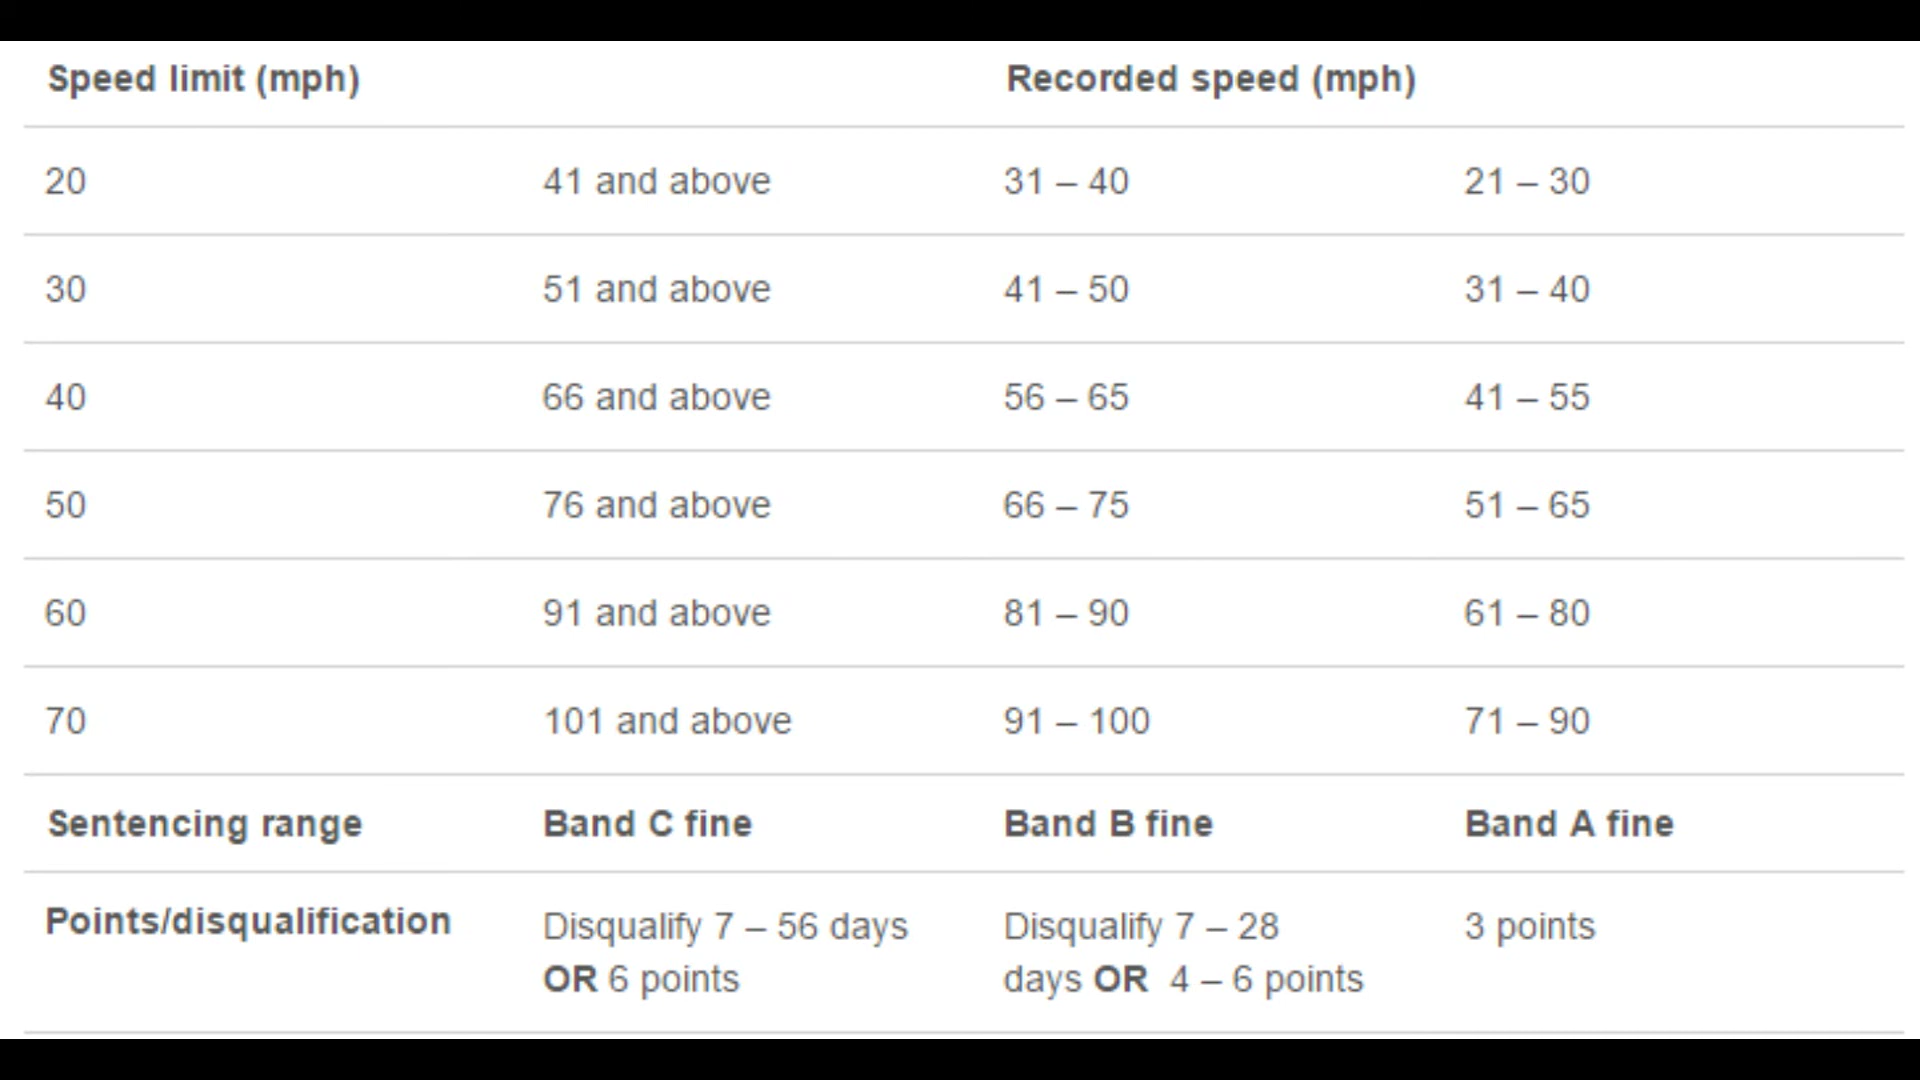 Speed limit (mph) Recorded speed (mph)
20 41 and above 31 – 40 21 – 30
30 51 and above 41 – 50 31 – 40
40 66 and above 56 – 65 41 – 55
50 76 and above 66 – 75 51 – 65
60 91 and above 81 – 90 61 – 80
70 101 and above 91 – 100 71 – 90
Sentencing range Band C fine Band B fine Band A fine
Points/disqualification Disqualify 7 – 56 days Disqualify 7 – 28 3 points
OR 6 points days OR 4 – 6 points